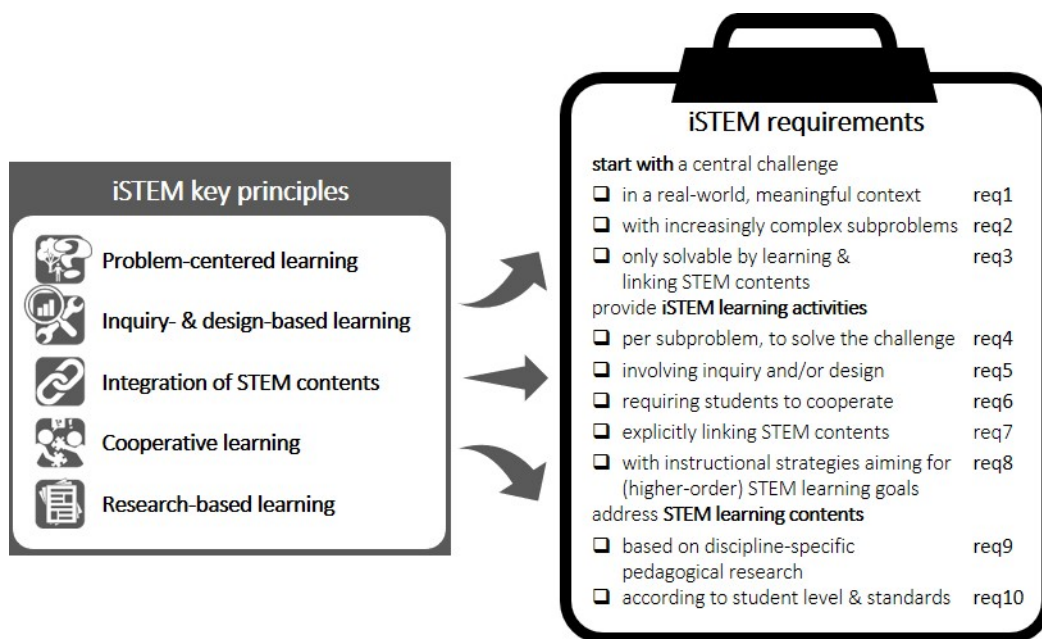 iSTEM key principles
Problem-centered learning
Inquiry- & design-based learning
Integration of STEM contents
Cooperative learning
Research-based learning
iSTEM requirements
start with a central challenge
in a real-world, meaningful context req1
with increasingly complex subproblems req2
only solvable by learning & req3
linking STEM contents
provide iSTEM learning activities
per subproblem, to solve the challenge req4
involving inquiry and/or design req5
requiring students to cooperate req6
explicitly linking STEM contents req7
with instructional strategies aiming for req8
(higher-order) STEM learning goals
address STEM learning contents
based on discipline-specific req9
pedagogical research
according to student level & standards req10